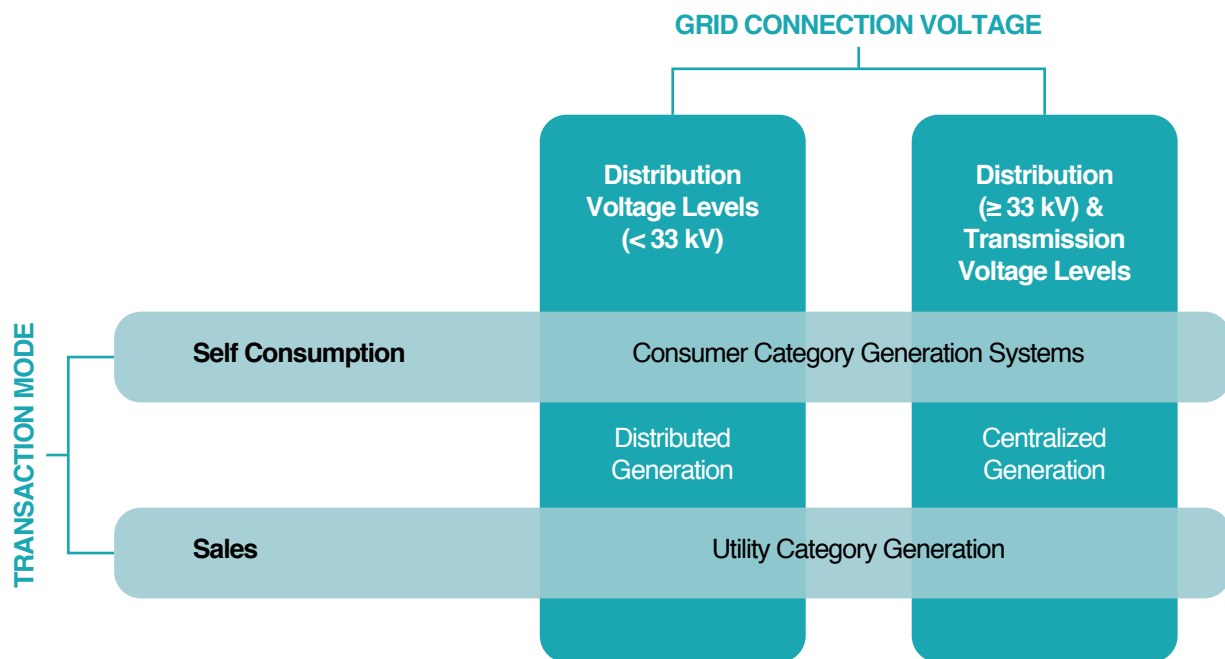 GRID CONNECTION VOLTAGE
Distribution
Voltage Levels
(< 33 kV)
Distribution
(≥ 33 kV) &
Transmission
Voltage Levels
TRANSACTION MODE
Self Consumption
Consumer Category Generation Systems
Distributed
Generation
Centralized
Generation
Sales
Utility Category Generation